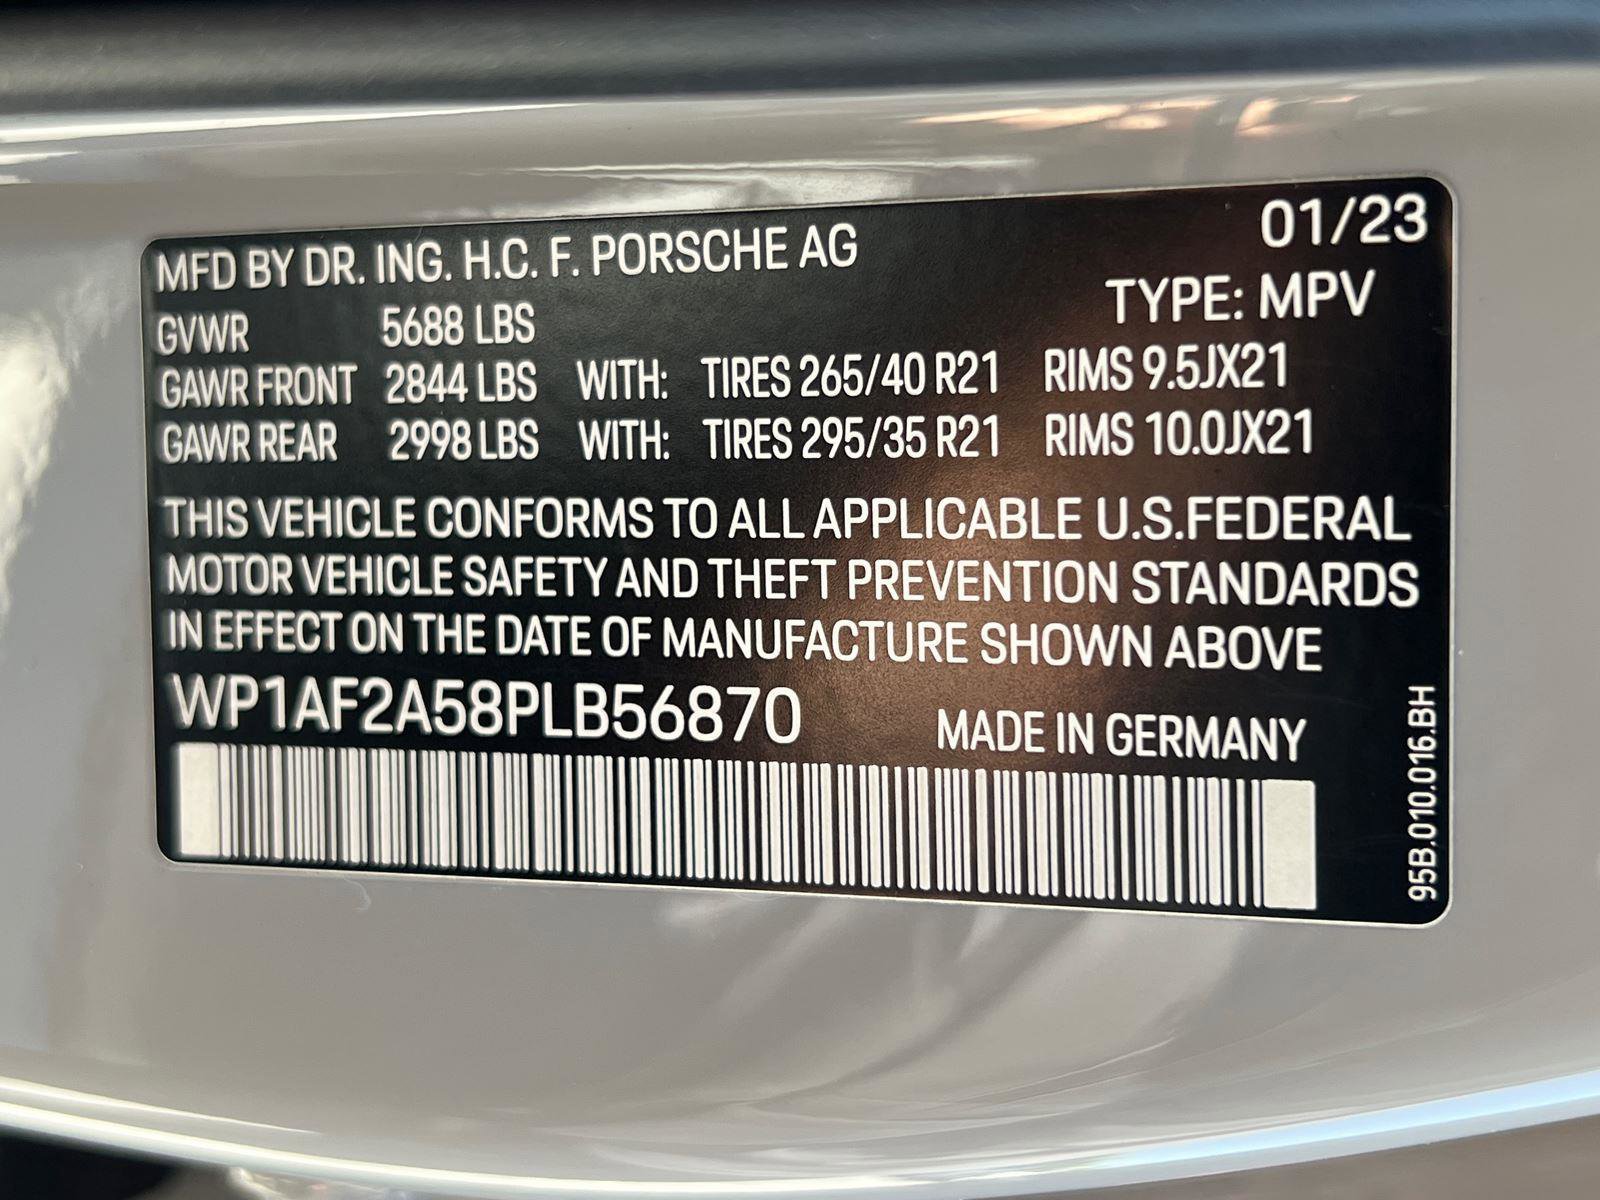 01/23
MFD BY DR. ING. H.C. F. PORSCHE AG
TYPE: MPV
GVWR 5688 LBS
GAWR FRONT 2844 LBS WITH: TIRES 265/40 R21 RIMS 9.5JX21
GAWR REAR 2998 LBS WITH: TIRES 295/35 R21 RIMS 10.0JX21
THIS VEHICLE CONFORMS TO ALL APPLICABLE U.S.FEDERAL
MOTOR VEHICLE SAFETY AND THEFT PREVENTION STANDARDS
IN EFFECT ON THE DATE OF MANUFACTURE SHOWN ABOVE
WP1AF2A58PLB56870
MADE IN GERMANY
95B.010.016.BH